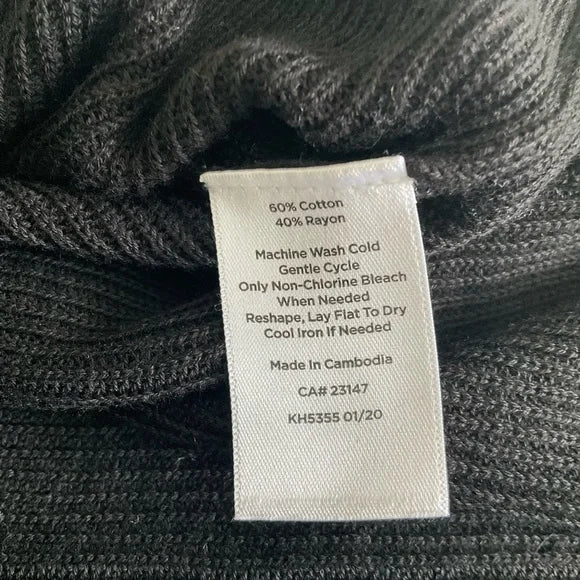 60% Cotton
40% Rayon
Machine Wash Cold
Gentle Cycle
Only Non-Chlorine Bleach
When Needed
Reshape, Lay Flat To Dry
Cool Iron If Needed
Made In Cambodia
CA# 23147
KH5355 01/20